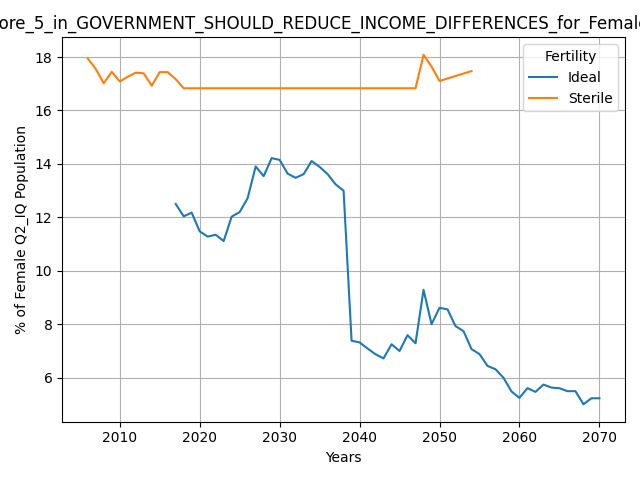 ore_5_in_GOVERNMENT_SHOULD_REDUCE_INCOME_DIFFERENCES_for_Female
% of Female Q2_IQ Population
18
16
14
12
10
8
6
Fertility
Ideal
Sterile
2010 2020 2030 2040 2050 2060 2070
Years